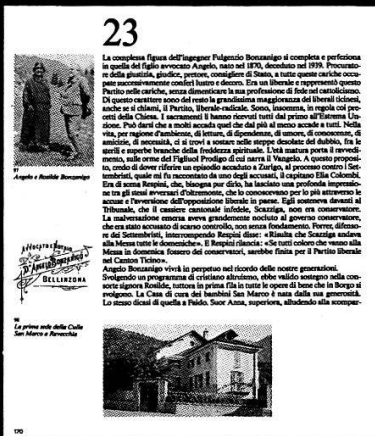 23
La complessa figura dell'ingegner Fulgenzio Bonzanigo si completa e perfeziona
in quella del figlio avvocato Angelo, nato nel 1870, deceduto nel 1939. Procurato-
re della giustizia, giudice, pretore, consigliere di Stato, a tutte queste cariche occu-
pate successivamente conferì lustro e decoro. Era un liberale e rappresentò questo
Partito nelle cariche, senza dimenticare la sua professione di fede nel cattolicismo.
Di questo carattere sono del resto la grandissima maggioranza dei liberali ticinesi,
anche se si chiami, il Partito, liberale-radicale. Sono, insomma, in regola coi pre-
cetti della Chiesa. I sacramenti li hanno ricevuti tutti dal primo all'Estrema Un-
zione. Può darsi che a molti accada quel che dal più al meno accade a tutti. Nella
vita, per ragione d'ambiente, di letture, di dipendenze, di umore, di conoscenze, di
amicizie, di necessità, ci si trovi a sostare nelle steppe desolate del dubbio, fra le
sterili e superbe branche della freddezza spirituale. L'età matura porta il ravvedi-
mento, sulle orme del Figliuol Prodigo di cui narra il Vangelo. A questo proposi-
to, credo di dover riferire un episodio accaduto a Zurigo, al processo contro i Set-
tembristi, quale mi fu raccontato da uno degli accusati, il capitano Elia Colombi.
Era di scena Respini, che, bisogna pur dirlo, ha lasciato una profonda impressio-
ne tra gli stessi avversari d'oltremonte, che lo conoscevano per lo più attraverso le
accuse e l'aversione dell'opposizione liberale in paese. Egli sosteneva davanti al
Tribunale, che il cassiere cantonale infedele, Scazziga, non era conservatore.
La malversazione emorsa aveva grandemente nociuto al governo conservatore,
che era stato accusato di scarso controllo, non senza fondamento. Forrer, difenso-
re dei Settembristi, interrompendo Respini disse: «Risulta che Scazziga andava
alla Messa tutte le domeniche». E Respini rilancia: «Se tutti coloro che vanno alla
Messa in domenica fossero dei conservatori, sarebbe finita per il Partito liberale
nel Canton Ticino».
Angelo Bonzanigo vivrà in perpetuo nel ricordo delle nostre generazioni.
Svolgendo un programma di cristiano altruismo, ebbe valido sostegno nella con-
sorte signora Rosilde, tuttora in prima fila in tutte le opere di bene che in Borgo si
svolgono. La Casa di cura dei bambini San Marco è nata dalla sua generosità.
Lo stesso dicasi di quella a Faido. Suor Anna, superiora, alludendo alla scompar-
97
Angelo e Rosilde Bonzanigo
AVVOCATO E NOTAIO
Dr. ANGELO BONZANIGO
BELLINZONA
98
La prima sede della Culla
San Marco a Ravecchia
170